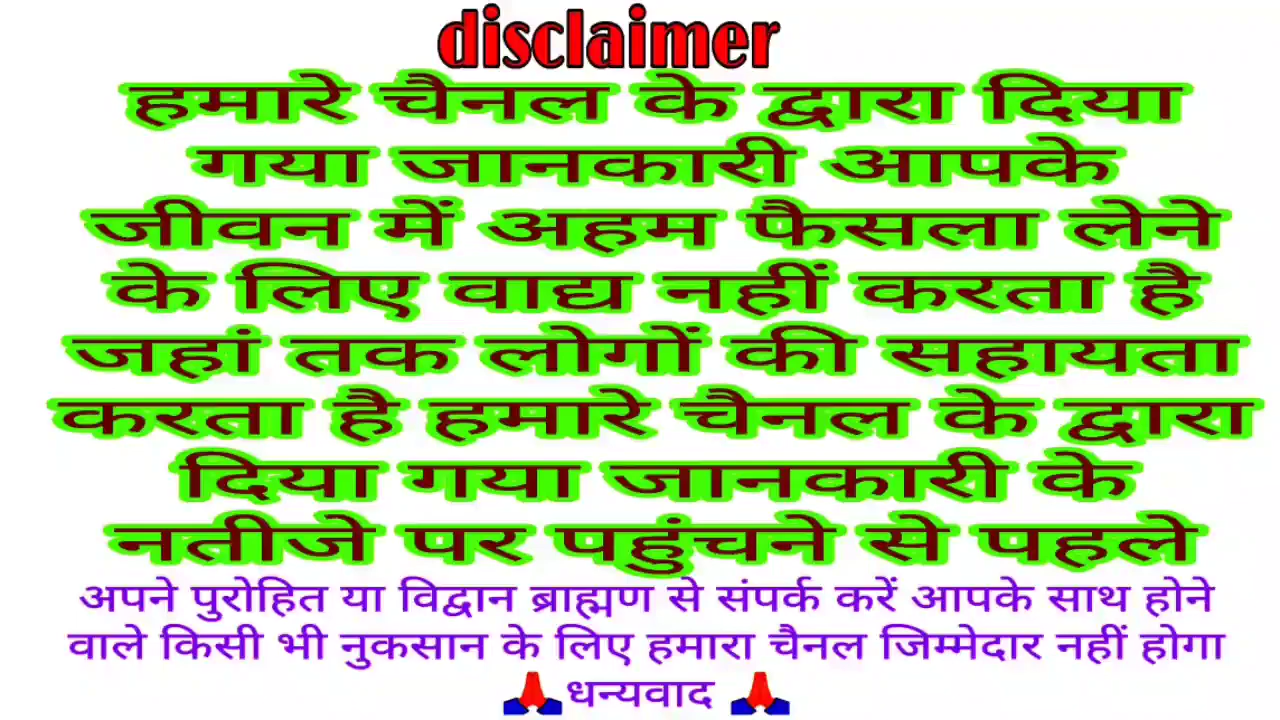 disclaimer
हमारे चैनल के द्वारा दिया
गया जानकारी आपके
जीवन में अहम फैसला लेने
के लिए वाद्य नहीं करता है
जहां तक लोगों की सहायता
करता है हमारे चैनल के द्वारा
दिया गया जानकारी के
नतीजे पर पहुंचने से पहले
अपने पुरोहित या विद्वान ब्राह्मण से संपर्क करें आपके साथ होने
वाले किसी भी नुकसान के लिए हमारा चैनल जिम्मेदार नहीं होगा
🙏धन्यवाद 🙏